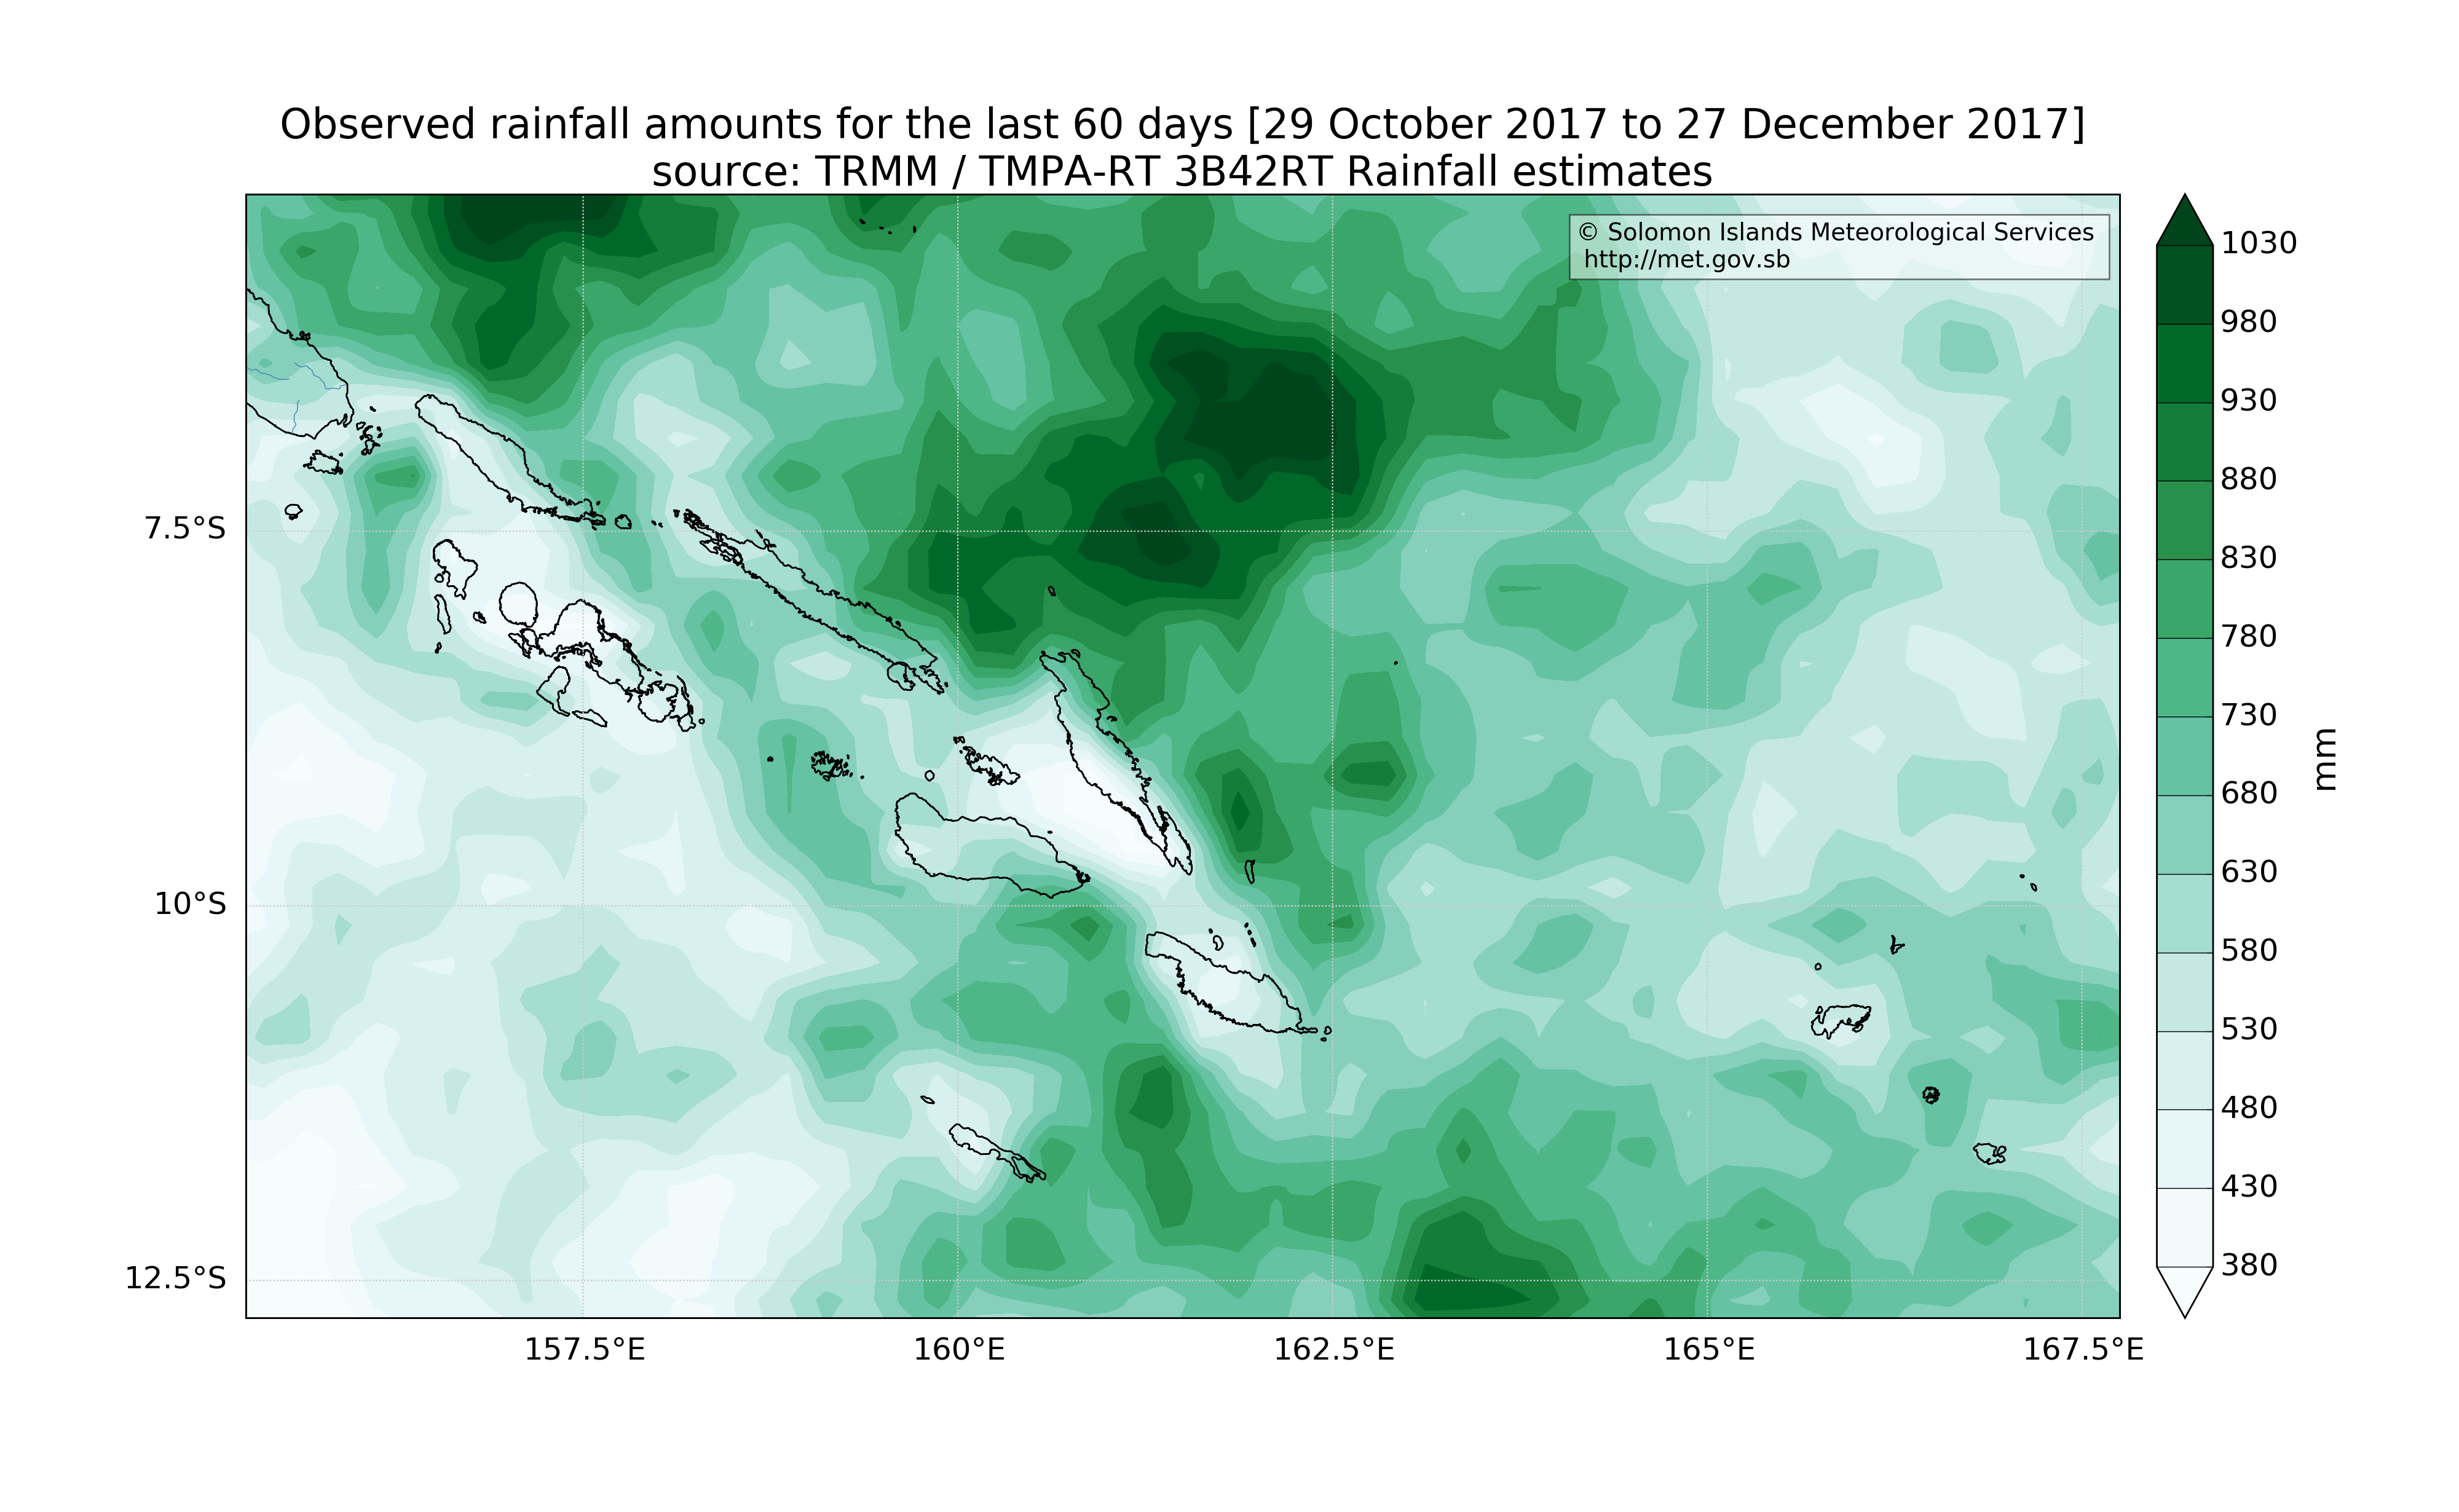 Observed rainfall amounts for the last 60 days [29 October 2017 to 27 December 2017]
source: TRMM / TMPA-RT 3B42RT Rainfall estimates
© Solomon Islands Meteorological Services
http://met.gov.sb
7.5°S
10°S
12.5°S
157.5°E
160°E
162.5°E
165°E
167.5°E
1030
980
930
880
830
780
730
680
630
580
530
480
430
380
mm